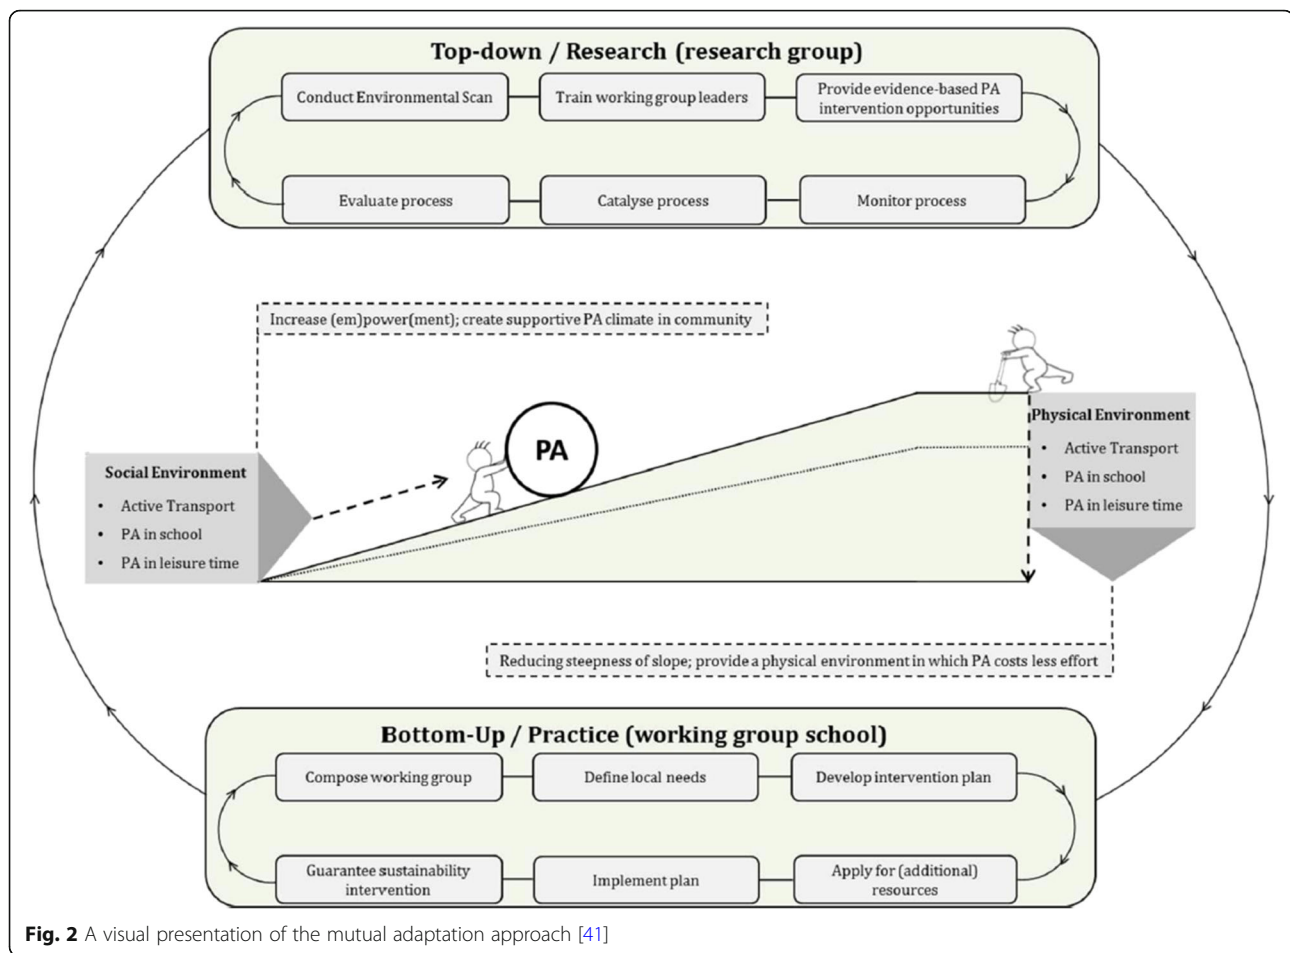 Top-down / Research (research group)
Conduct Environmental Scan
Train working group leaders
Provide evidence-based PA
intervention opportunities
Evaluate process
Catalyse process
Monitor process
Increase (em)power(ment); create supportive PA climate in community
PA
Social Environment
• Active Transport
• PA in school
• PA in leisure time
Physical Environment
• Active Transport
• PA in school
• PA in leisure time
Reducing steepness of slope; provide a physical environment in which PA costs less effort
Bottom-Up / Practice (working group school)
Compose working group
Define local needs
Develop intervention plan
Guarantee sustainability
intervention
Implement plan
Apply for (additional)
resources
Fig. 2 A visual presentation of the mutual adaptation approach [41]